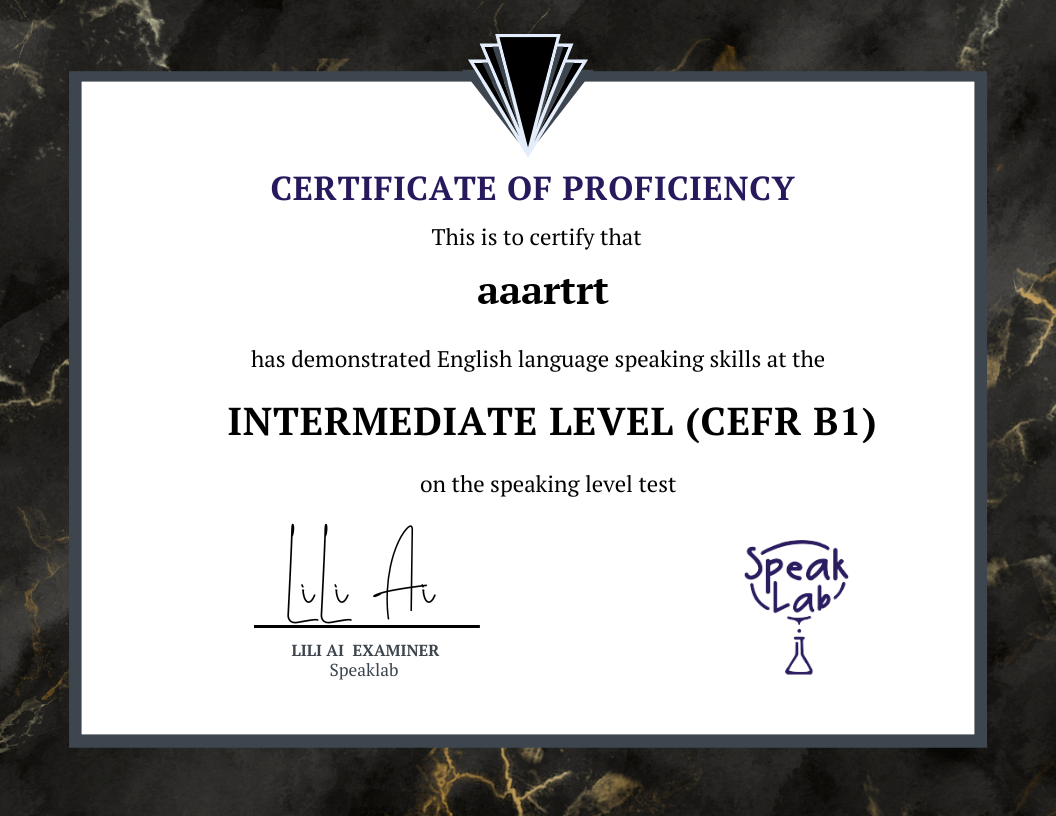 CERTIFICATE OF PROFICIENCY
This is to certify that
aaartrt
has demonstrated English language speaking skills at the
INTERMEDIATE LEVEL (CEFR B1)
on the speaking level test
LiLi Ai
LILI AI EXAMINER
Speaklab
Speak
Lab